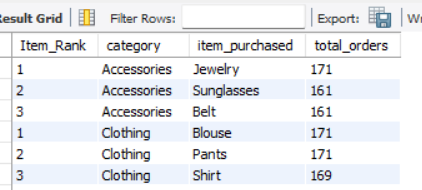 Result Grid Filter Rows: Export:
Item_Rank category item_purchased total_orders
1 Accessories Jewelry 171
2 Accessories Sunglasses 161
3 Accessories Belt 161
1 Clothing Blouse 171
2 Clothing Pants 171
3 Clothing Shirt 169